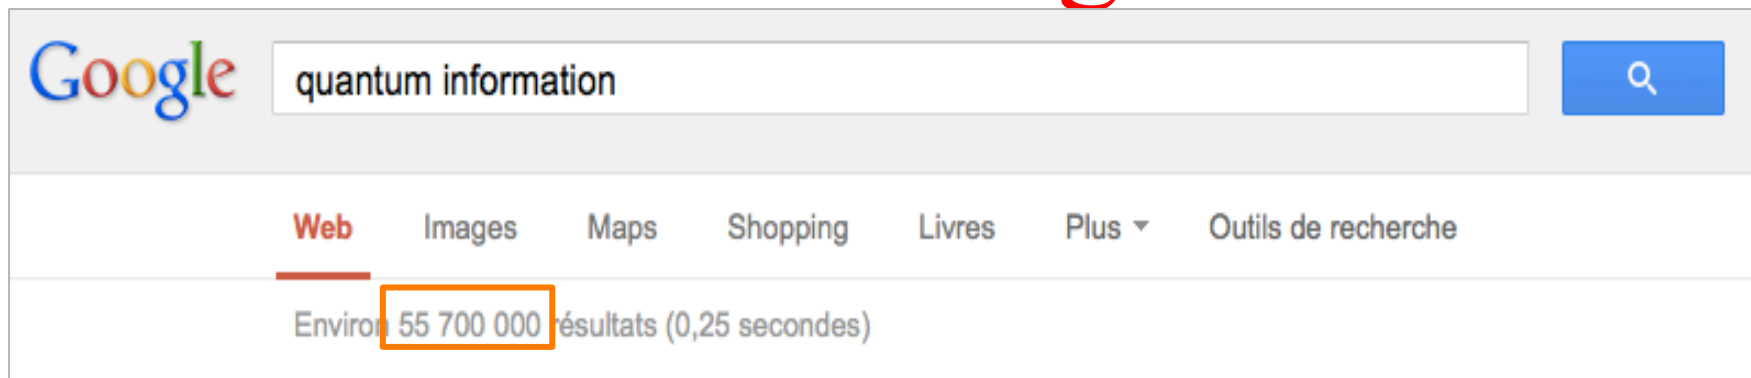 Google quantum information
Web Images Maps Shopping Livres Plus Outils de recherche
Environ 55 700 000 résultats (0,25 secondes)